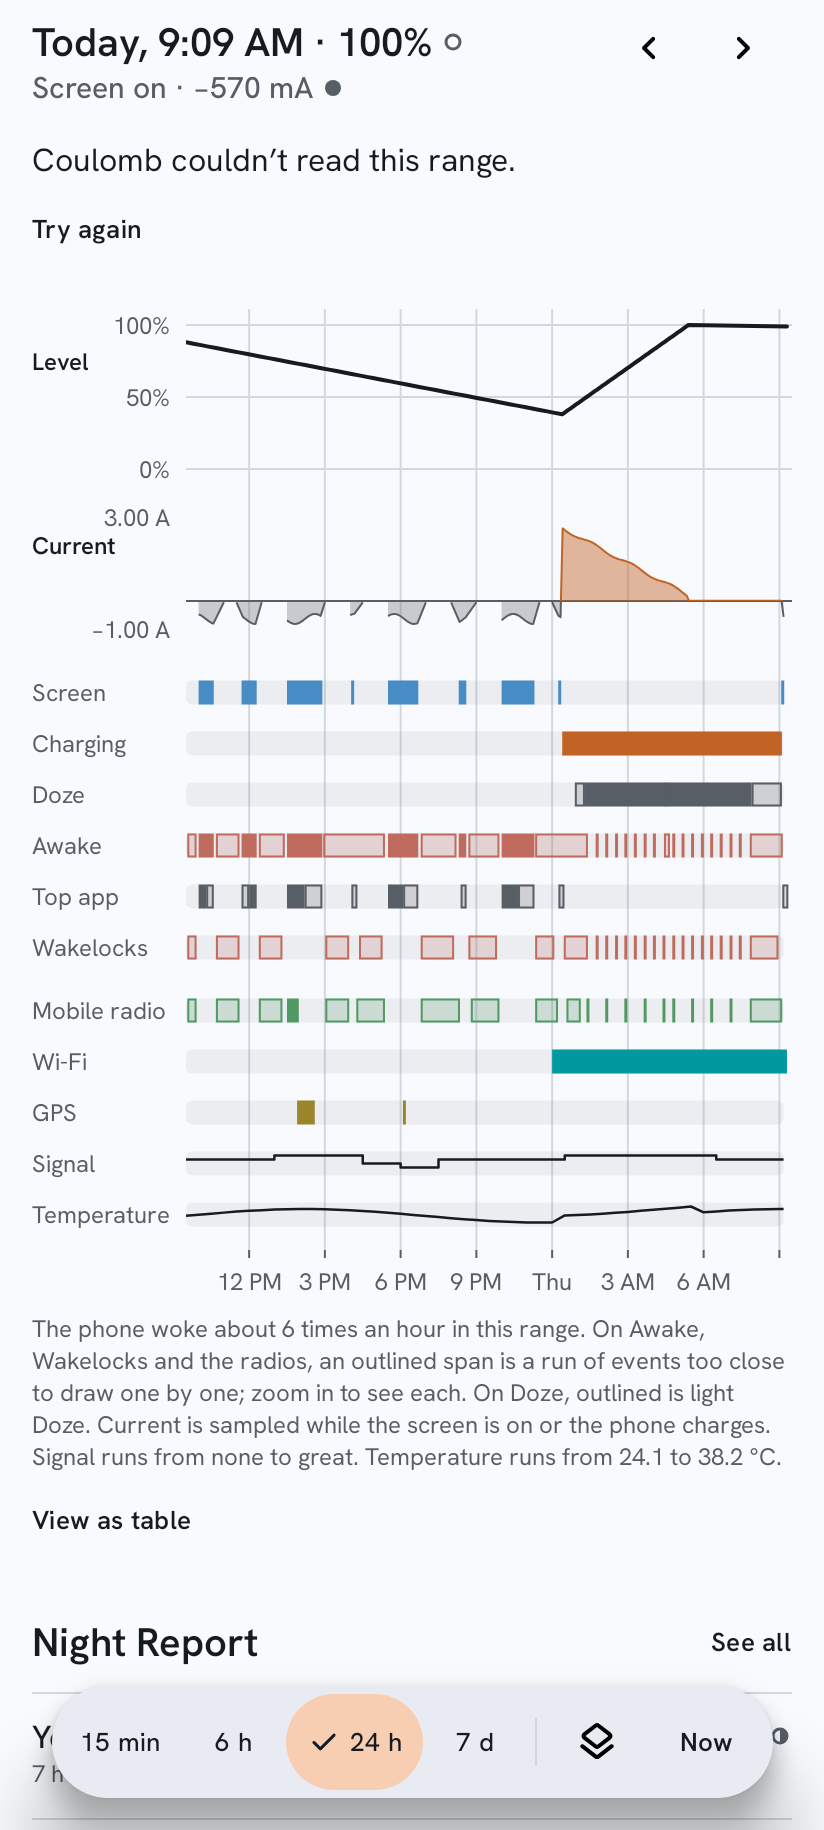 Today, 9:09 AM · 100%
Screen on · −570 mA
Coulomb couldn’t read this range.
Try again
100%
Level
50%
0%
3.00 A
Current
−1.00 A
Screen
Charging
Doze
Awake
Top app
Wakelocks
Mobile radio
Wi-Fi
GPS
Signal
Temperature
12 PM 3 PM 6 PM 9 PM Thu 3 AM 6 AM
The phone woke about 6 times an hour in this range. On Awake,
Wakelocks and the radios, an outlined span is a run of events too close
to draw one by one; zoom in to see each. On Doze, outlined is light
Doze. Current is sampled while the screen is on or the phone charges.
Signal runs from none to great. Temperature runs from 24.1 to 38.2 °C.
View as table
Night Report See all
15 min 6 h 24 h 7 d Now
7 h